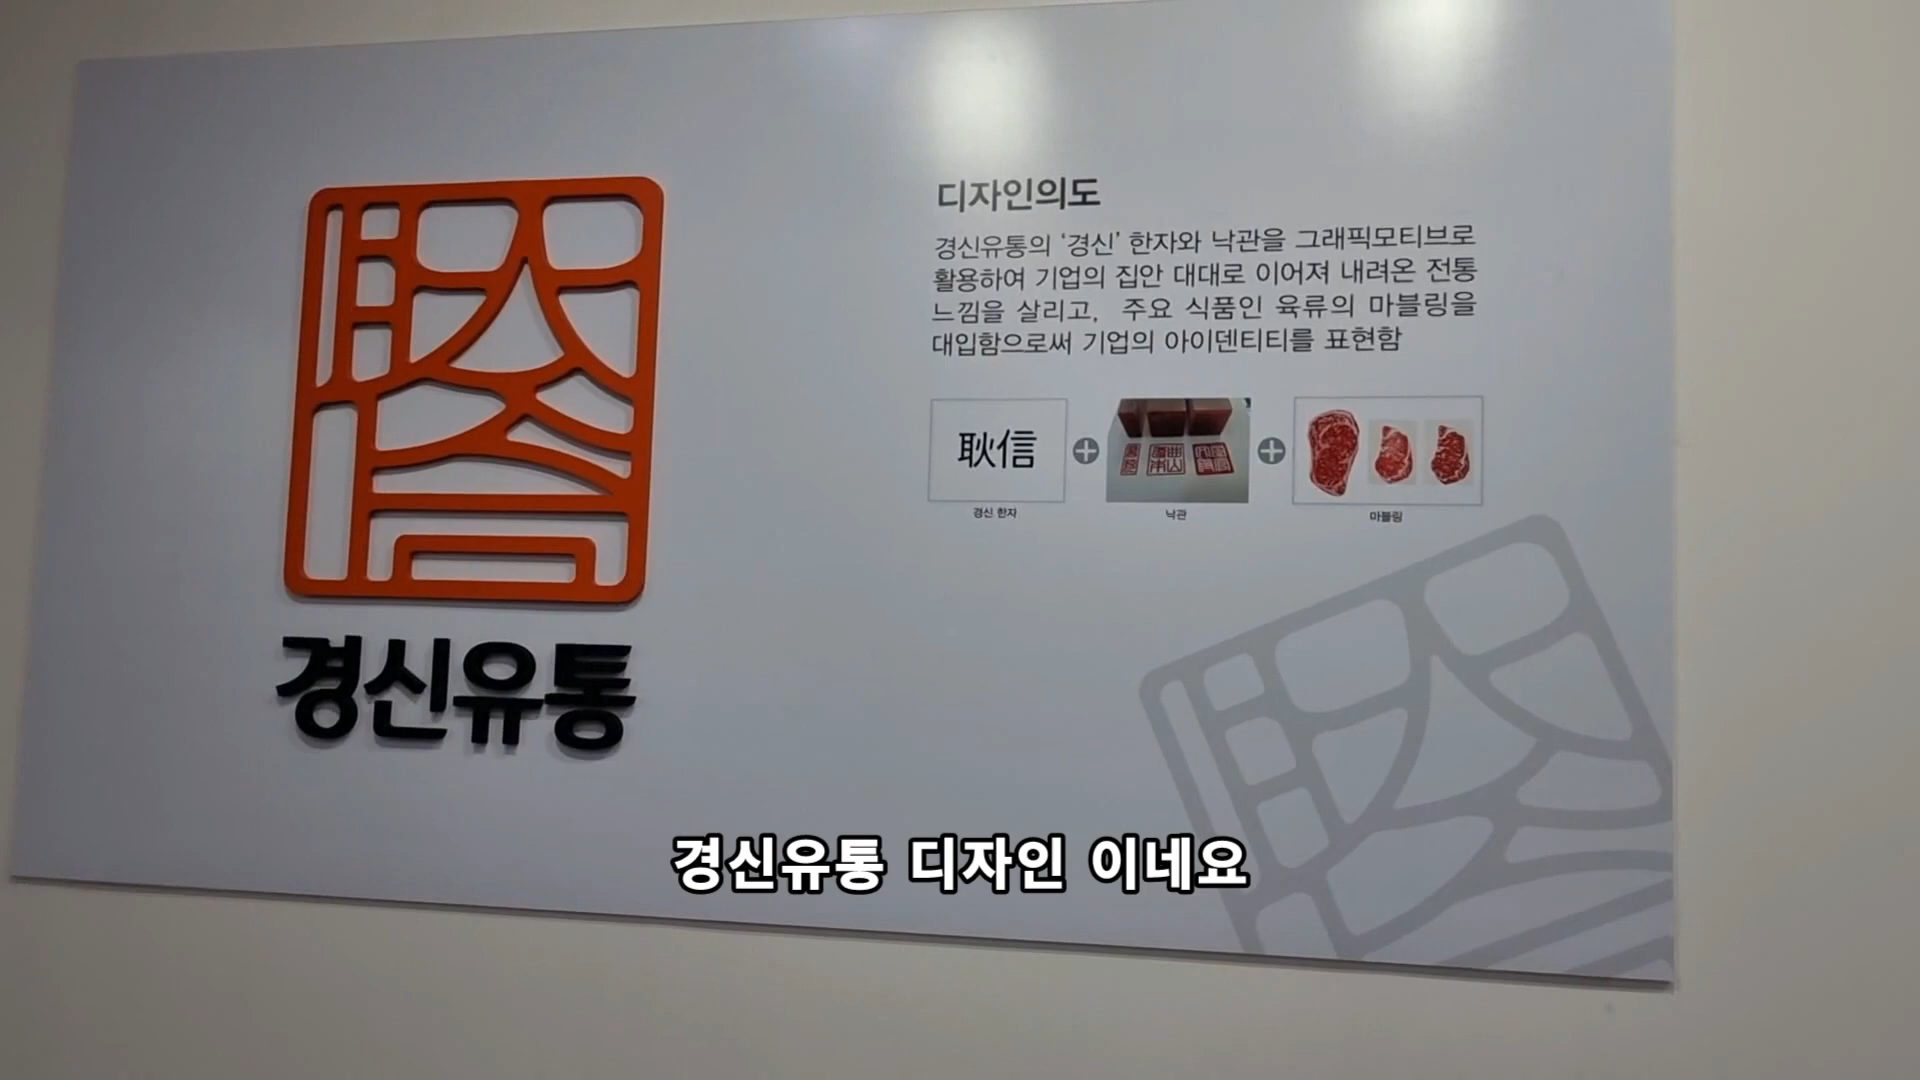 경신유통
디자인의도
경신유통의 '경신' 한자와 낙관을 그래픽모티브로
활용하여 기업의 집안 대대로 이어져 내려온 전통
느낌을 살리고, 주요 식품인 육류의 마블링을
대입함으로써 기업의 아이덴티티를 표현함
耿信
경신 한자
낙관
마블링
경신유통 디자인 이네요